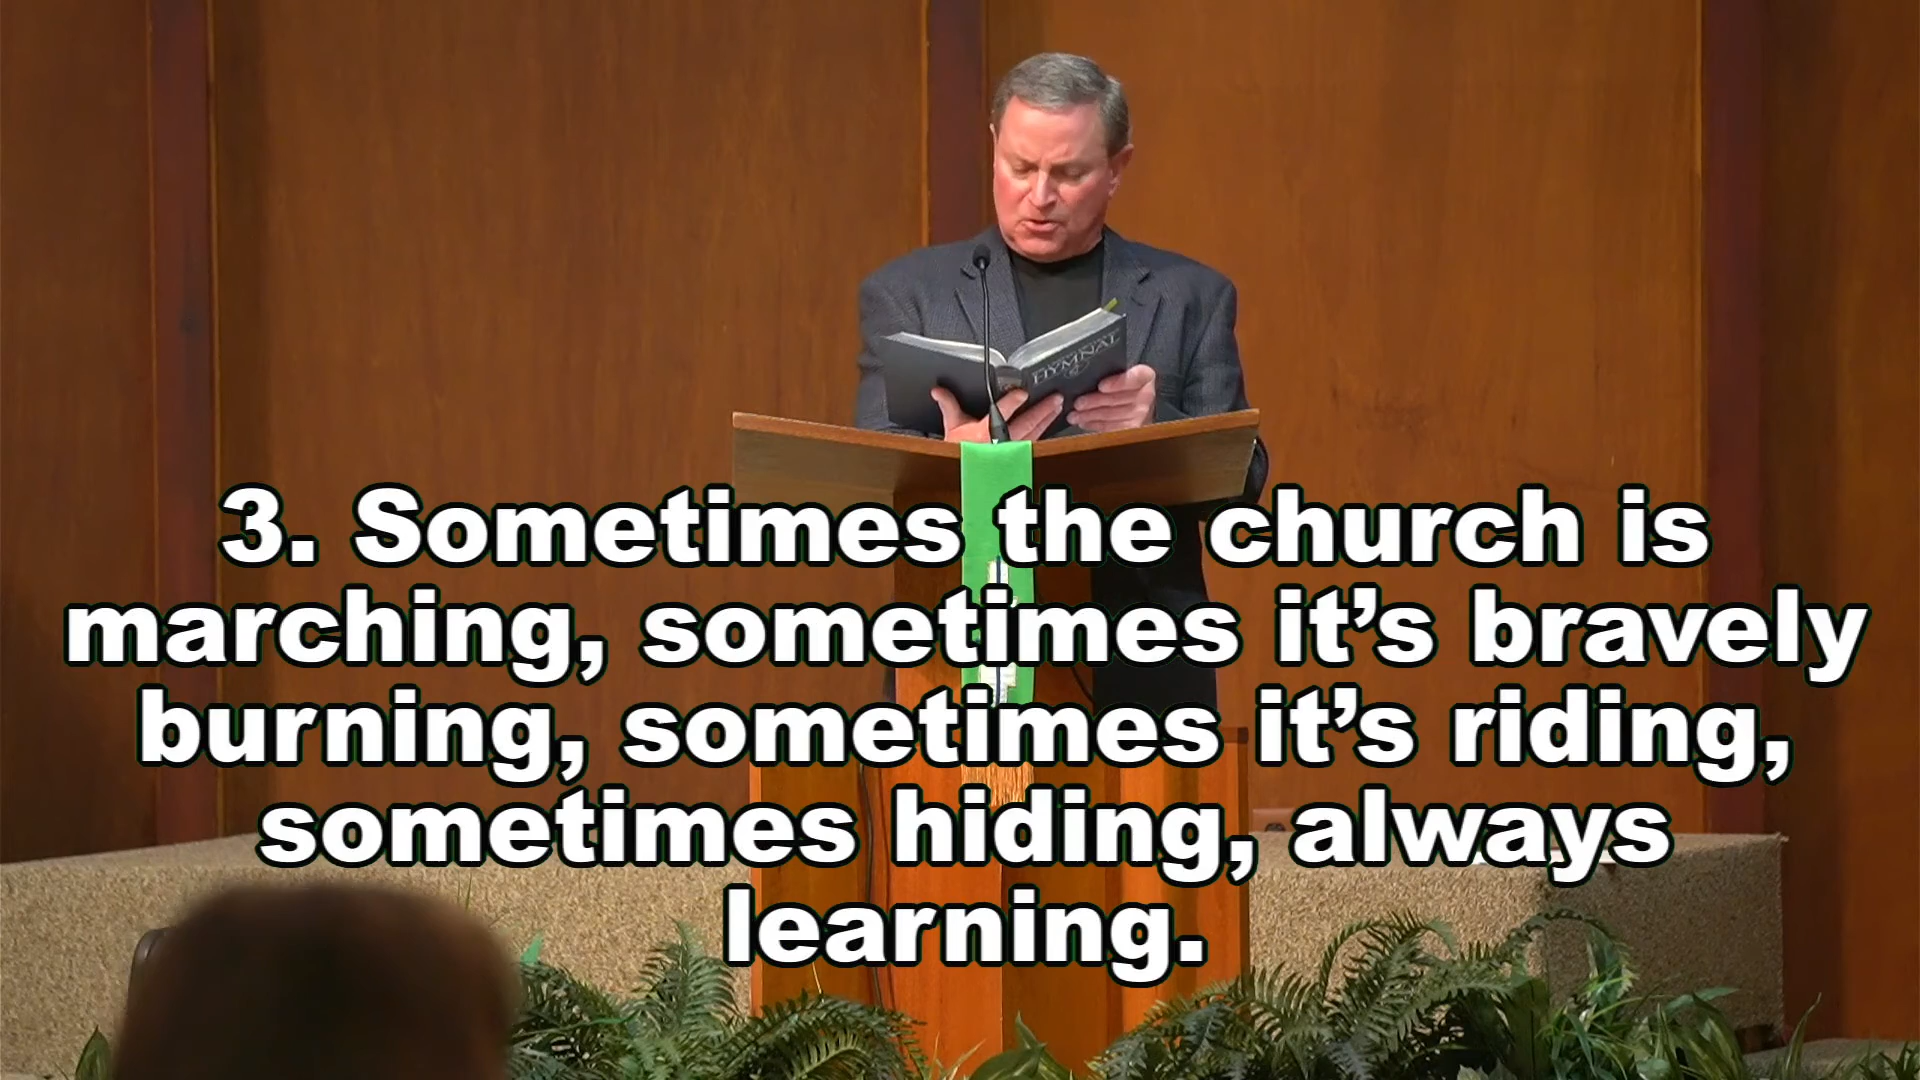 HYMNAL
3. Sometimes the church is
marching, sometimes it’s bravely
burning, sometimes it’s riding,
sometimes hiding, always
learning.